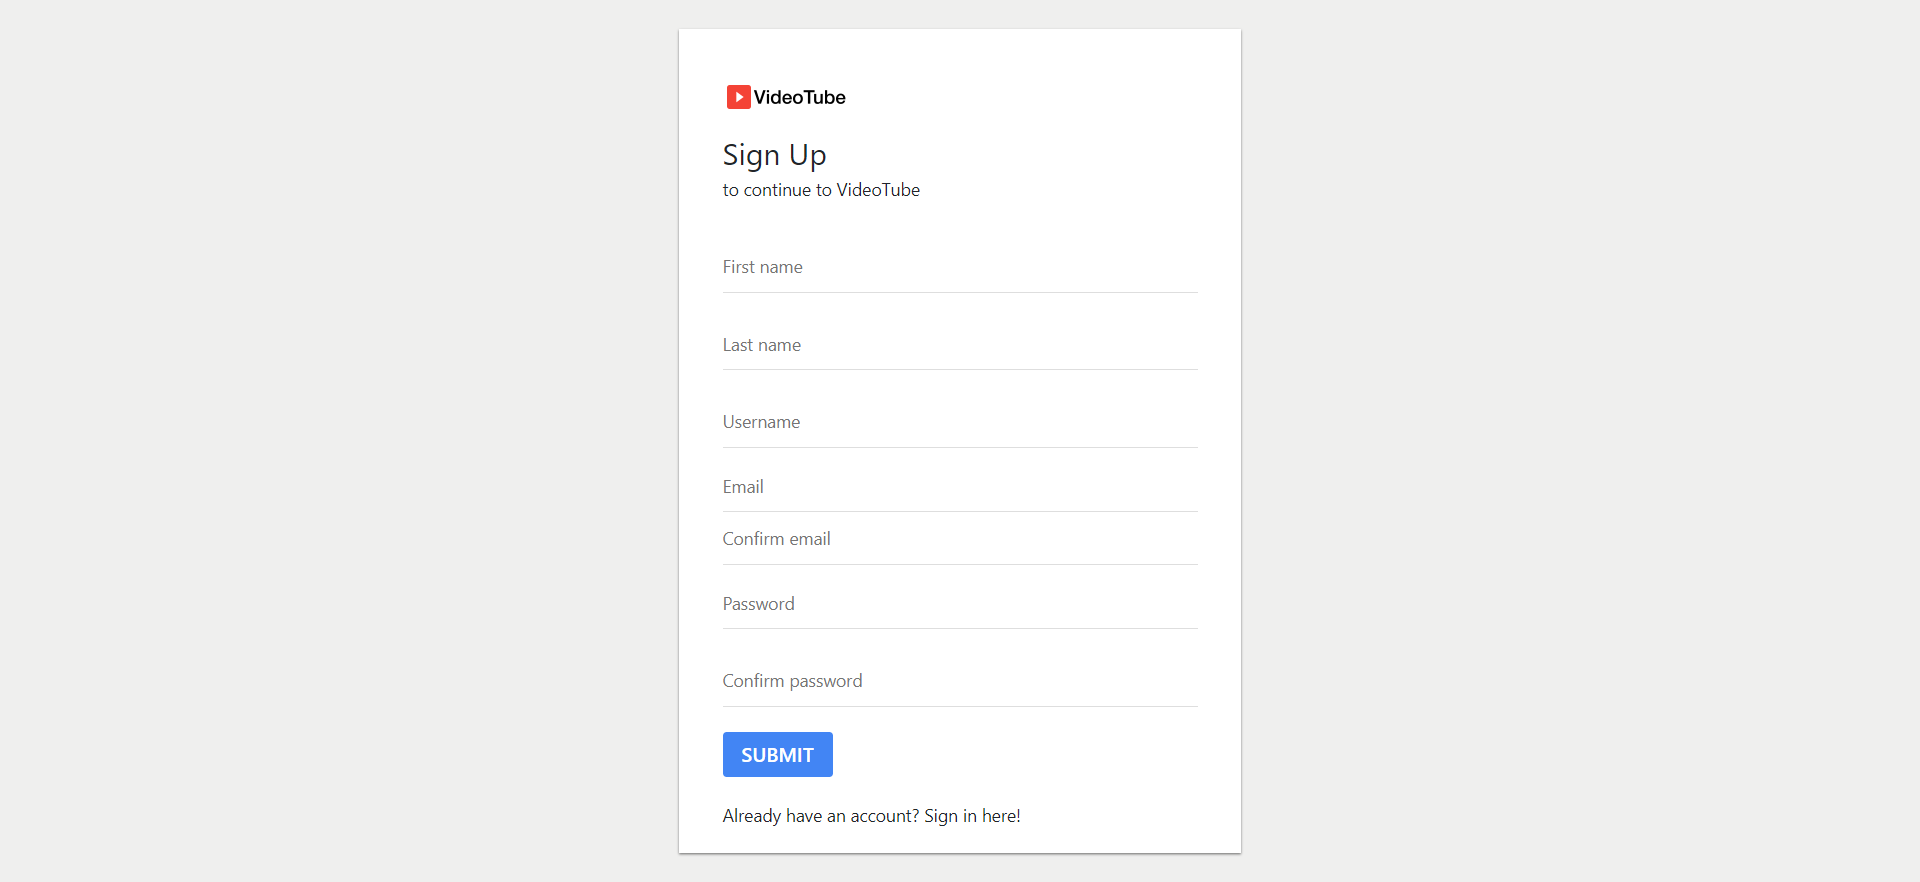 VideoTube
Sign Up
to continue to VideoTube
First name
Last name
Username
Email
Confirm email
Password
Confirm password
SUBMIT
Already have an account? Sign in here!